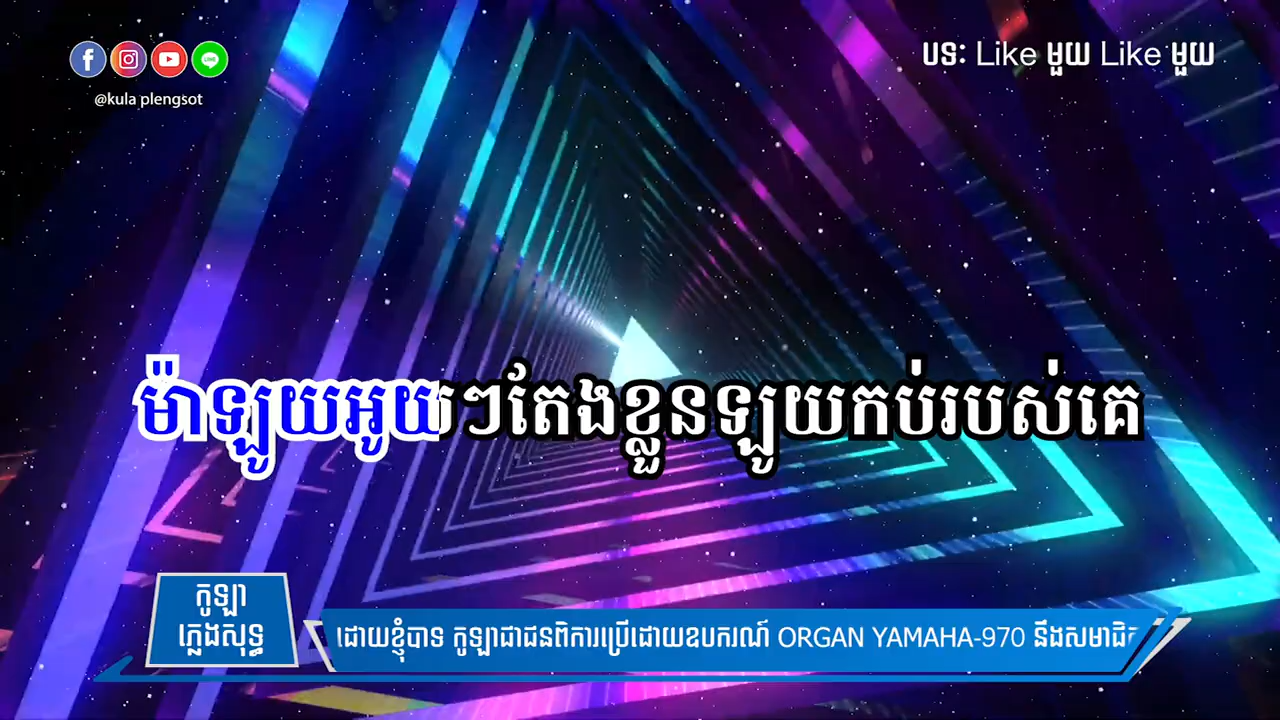 @kula plengsot
បទ: Like មួយ Like មួយ
ម៉ាឡូយអូយៗតែងខ្លួនឡូយកប់របស់គេ
កូឡា
ភ្លេងសុទ្ធ
ដោយខ្ញុំបាទ កូឡាជាជនពិការប្រើដោយឧបករណ៍ ORGAN YAMAHA-970 នឹងសមាជិក